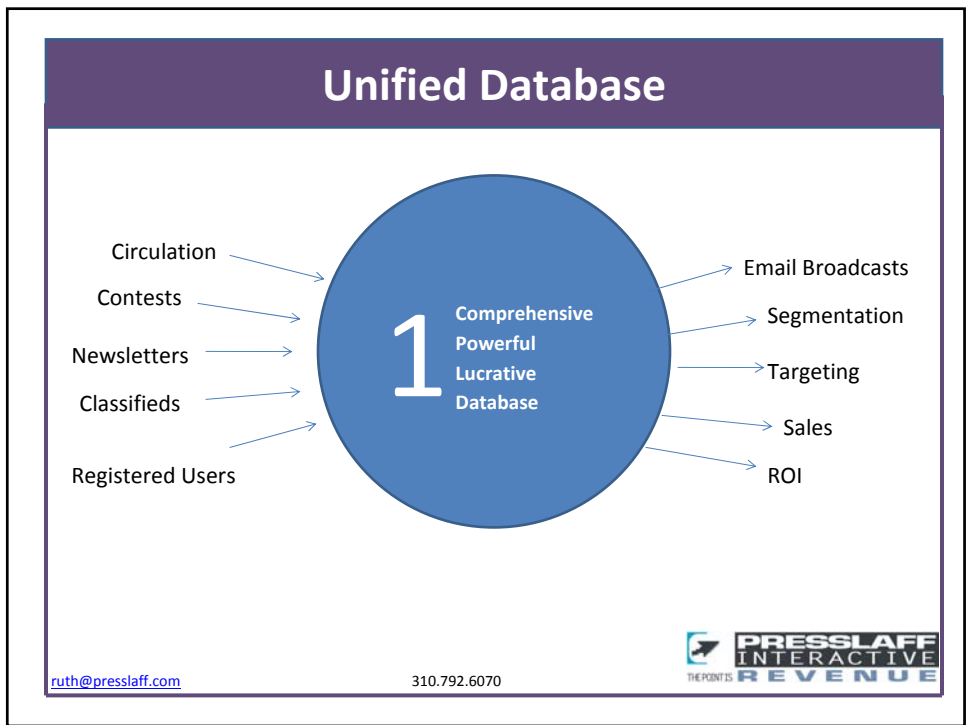 Unified Database
Circulation
Contests
Newsletters
Classifieds
Registered Users
1
Comprehensive
Powerful
Lucrative
Database
Email Broadcasts
Segmentation
Targeting
Sales
ROI
ruth@presslaff.com
310.792.6070
PRESSLAFF
INTERACTIVE
THE POINT IS REVENUE